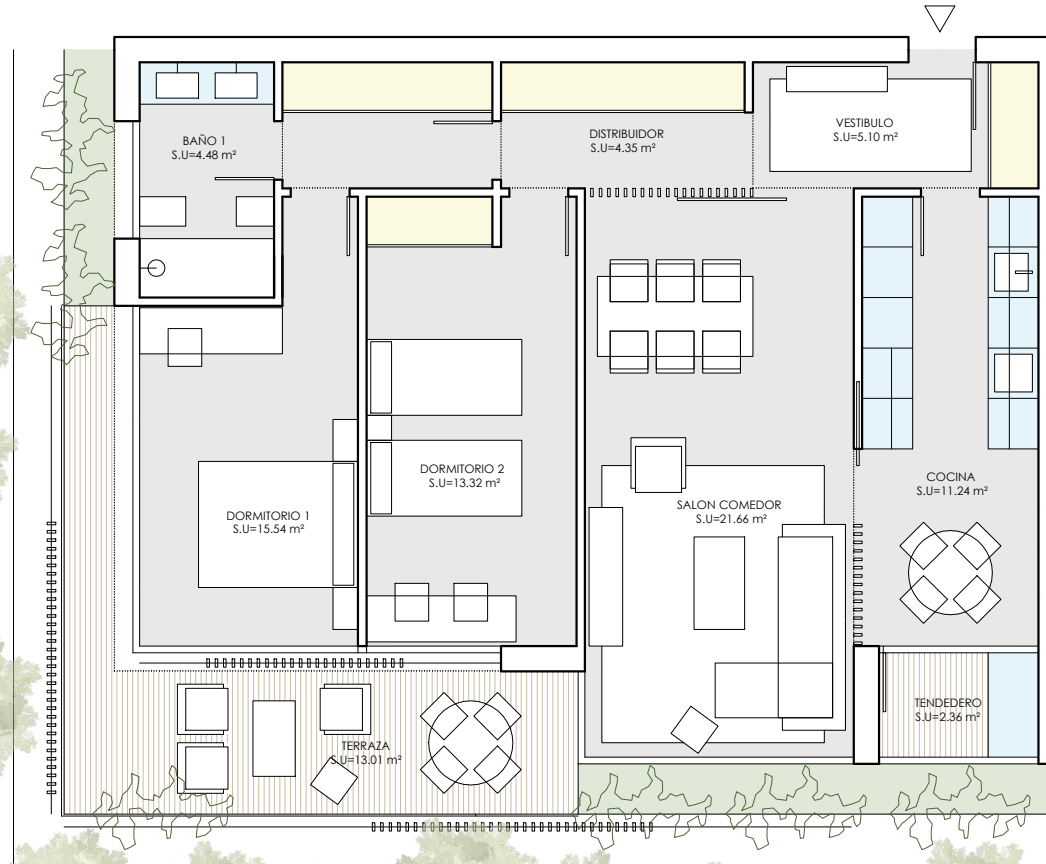 BAÑO 1
S.U=4.48 m²
DISTRIBUIDOR
S.U=4.35 m²
VESTIBULO
S.U=5.10 m²
DORMITORIO 1
S.U=15.54 m²
DORMITORIO 2
S.U=13.32 m²
SALON COMEDOR
S.U=21.66 m²
COCINA
S.U=11.24 m²
TERRAZA
S.U=13.01 m²
TENDEDERO
S.U=2.36 m²